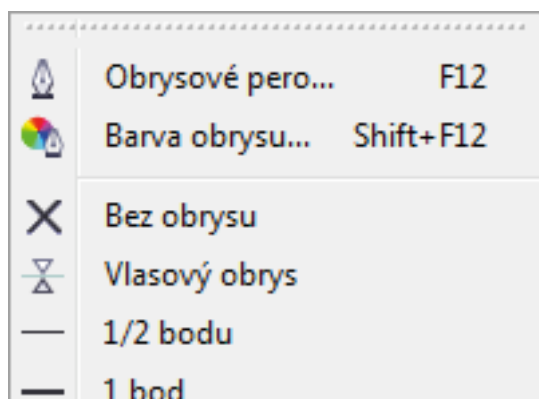 Obrysové pero... F12
Barva obrysu... Shift+F12
Bez obrysu
Vlasový obrys
1/2 bodu
1 bod